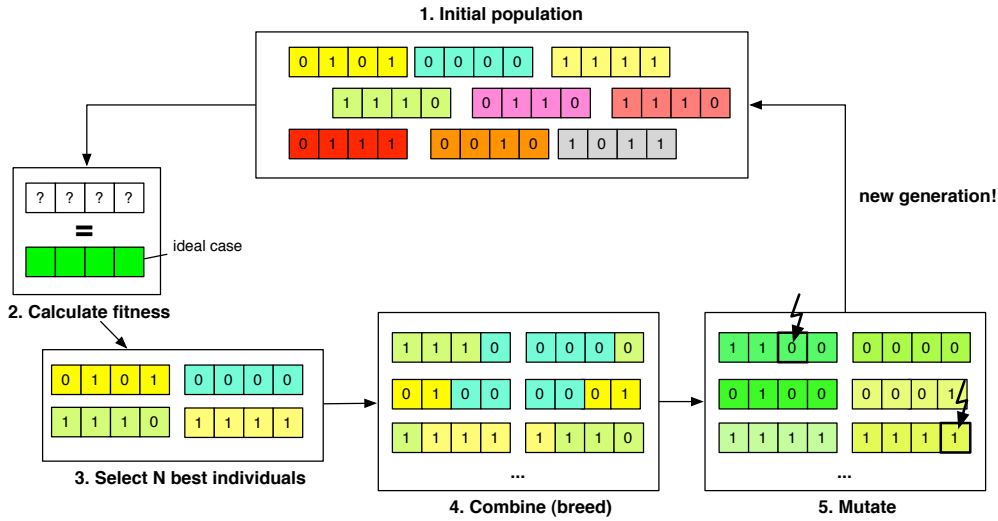 1. Initial population
0 1 0 1 0 0 0 0 1 1 1 1
1 1 1 0 0 1 1 0 1 1 1 0
0 1 1 1 0 0 1 0 1 0 1 1
? ? ? ?
=
ideal case
2. Calculate fitness
new generation!
0 1 0 1 0 0 0 0
1 1 1 0 1 1 1 1
3. Select N best individuals
1 1 1 0 0 0 0 0
0 1 0 0 0 0 0 1
1 1 1 1 1 1 1 0
...
4. Combine (breed)
1 1 0 0 0 0 0 0
0 1 0 0 0 0 0 1
1 1 1 1 1 1 1 1
...
5. Mutate